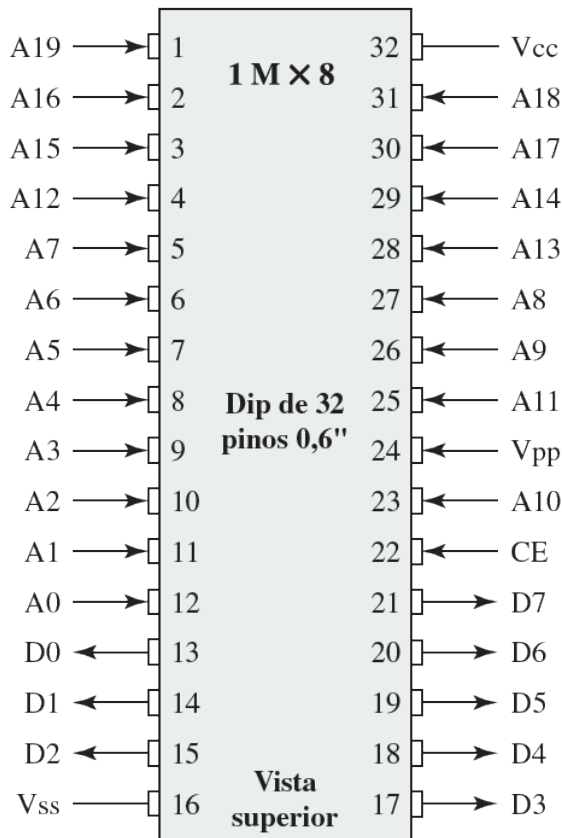 A19 1 32 Vcc
1 M × 8
A16 2 31 A18
A15 3 30 A17
A12 4 29 A14
A7 5 28 A13
A6 6 27 A8
A5 7 26 A9
A4 8 Dip de 32 25 A11
pinos 0,6"
A3 9 24 Vpp
A2 10 23 A10
A1 11 22 CE
A0 12 21 D7
D0 13 20 D6
D1 14 19 D5
D2 15 18 D4
Vista
Vss 16 superior 17 D3